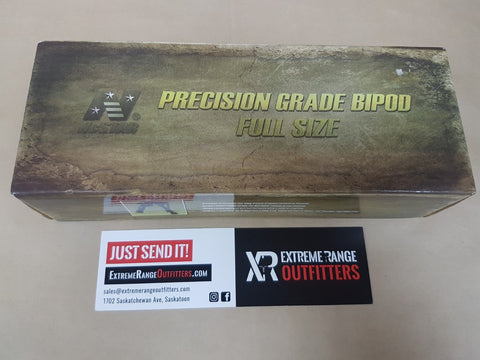 ®
NcSTAR
PRECISION GRADE BIPOD
FULL SIZE
JUST SEND IT!
EXTREMERANGEOUTFITTERS.COM
sales@extremerangeoutfitters.com
1702 Saskatchewan Ave, Saskatoon
XR
EXTREME RANGE
OUTFITTERS